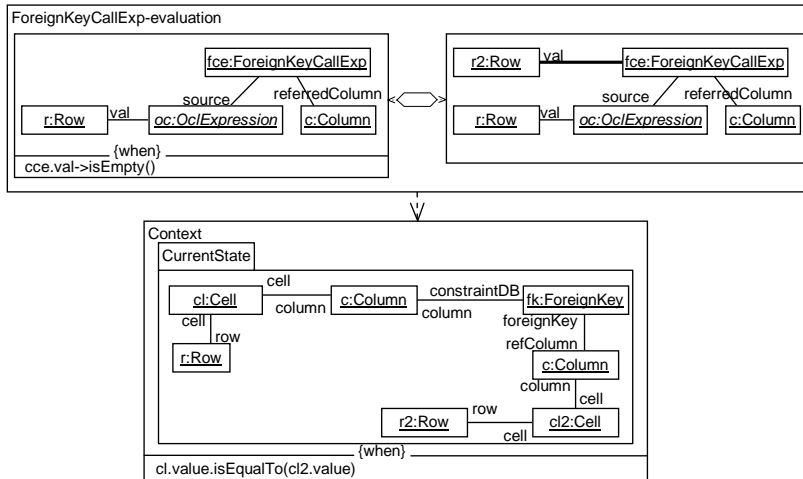 ForeignKeyCallExp-evaluation
fce:ForeignKeyCallExp
source
referredColumn
r:Row
val
oc:OclExpression
c:Column
{when}
cce.val->isEmpty()
r2:Row
val
fce:ForeignKeyCallExp
source
referredColumn
r:Row
val
oc:OclExpression
c:Column
Context
CurrentState
cl:Cell
cell
column
c:Column
constraintDB
column
fk:ForeignKey
cell
row
r:Row
foreignKey
refColumn
c:Column
column
cell
r2:Row
row
cell
cl2:Cell
{when}
cl.value.isEqualTo(cl2.value)